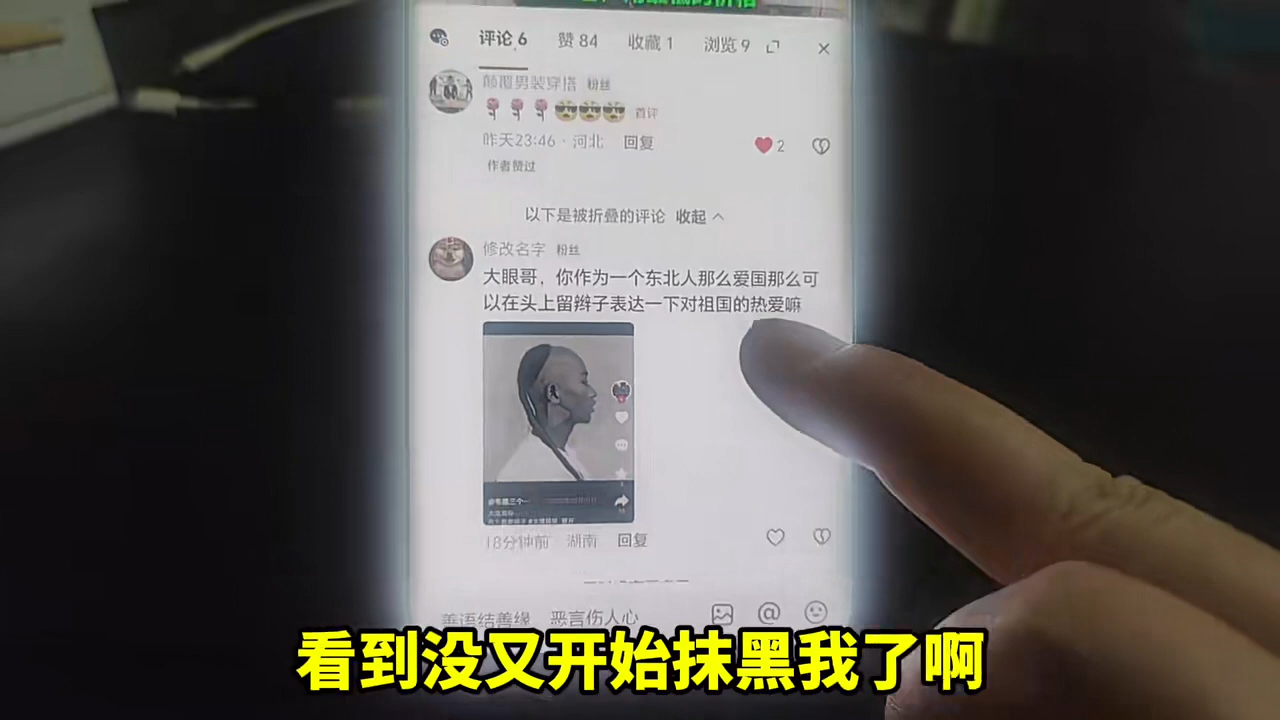 评论 6 赞 84 收藏 1 浏览 9
颠覆男装穿搭 粉丝
首评
昨天23:46 · 河北 回复
2
作者赞过
以下是被折叠的评论 收起
修改名字 粉丝
大眼哥，你作为一个东北人那么爱国那么可
以在头上留辫子表达一下对祖国的热爱嘛
18分钟前 湖南 回复
善语结善缘 恶言伤人心
看到没又开始抹黑我了啊